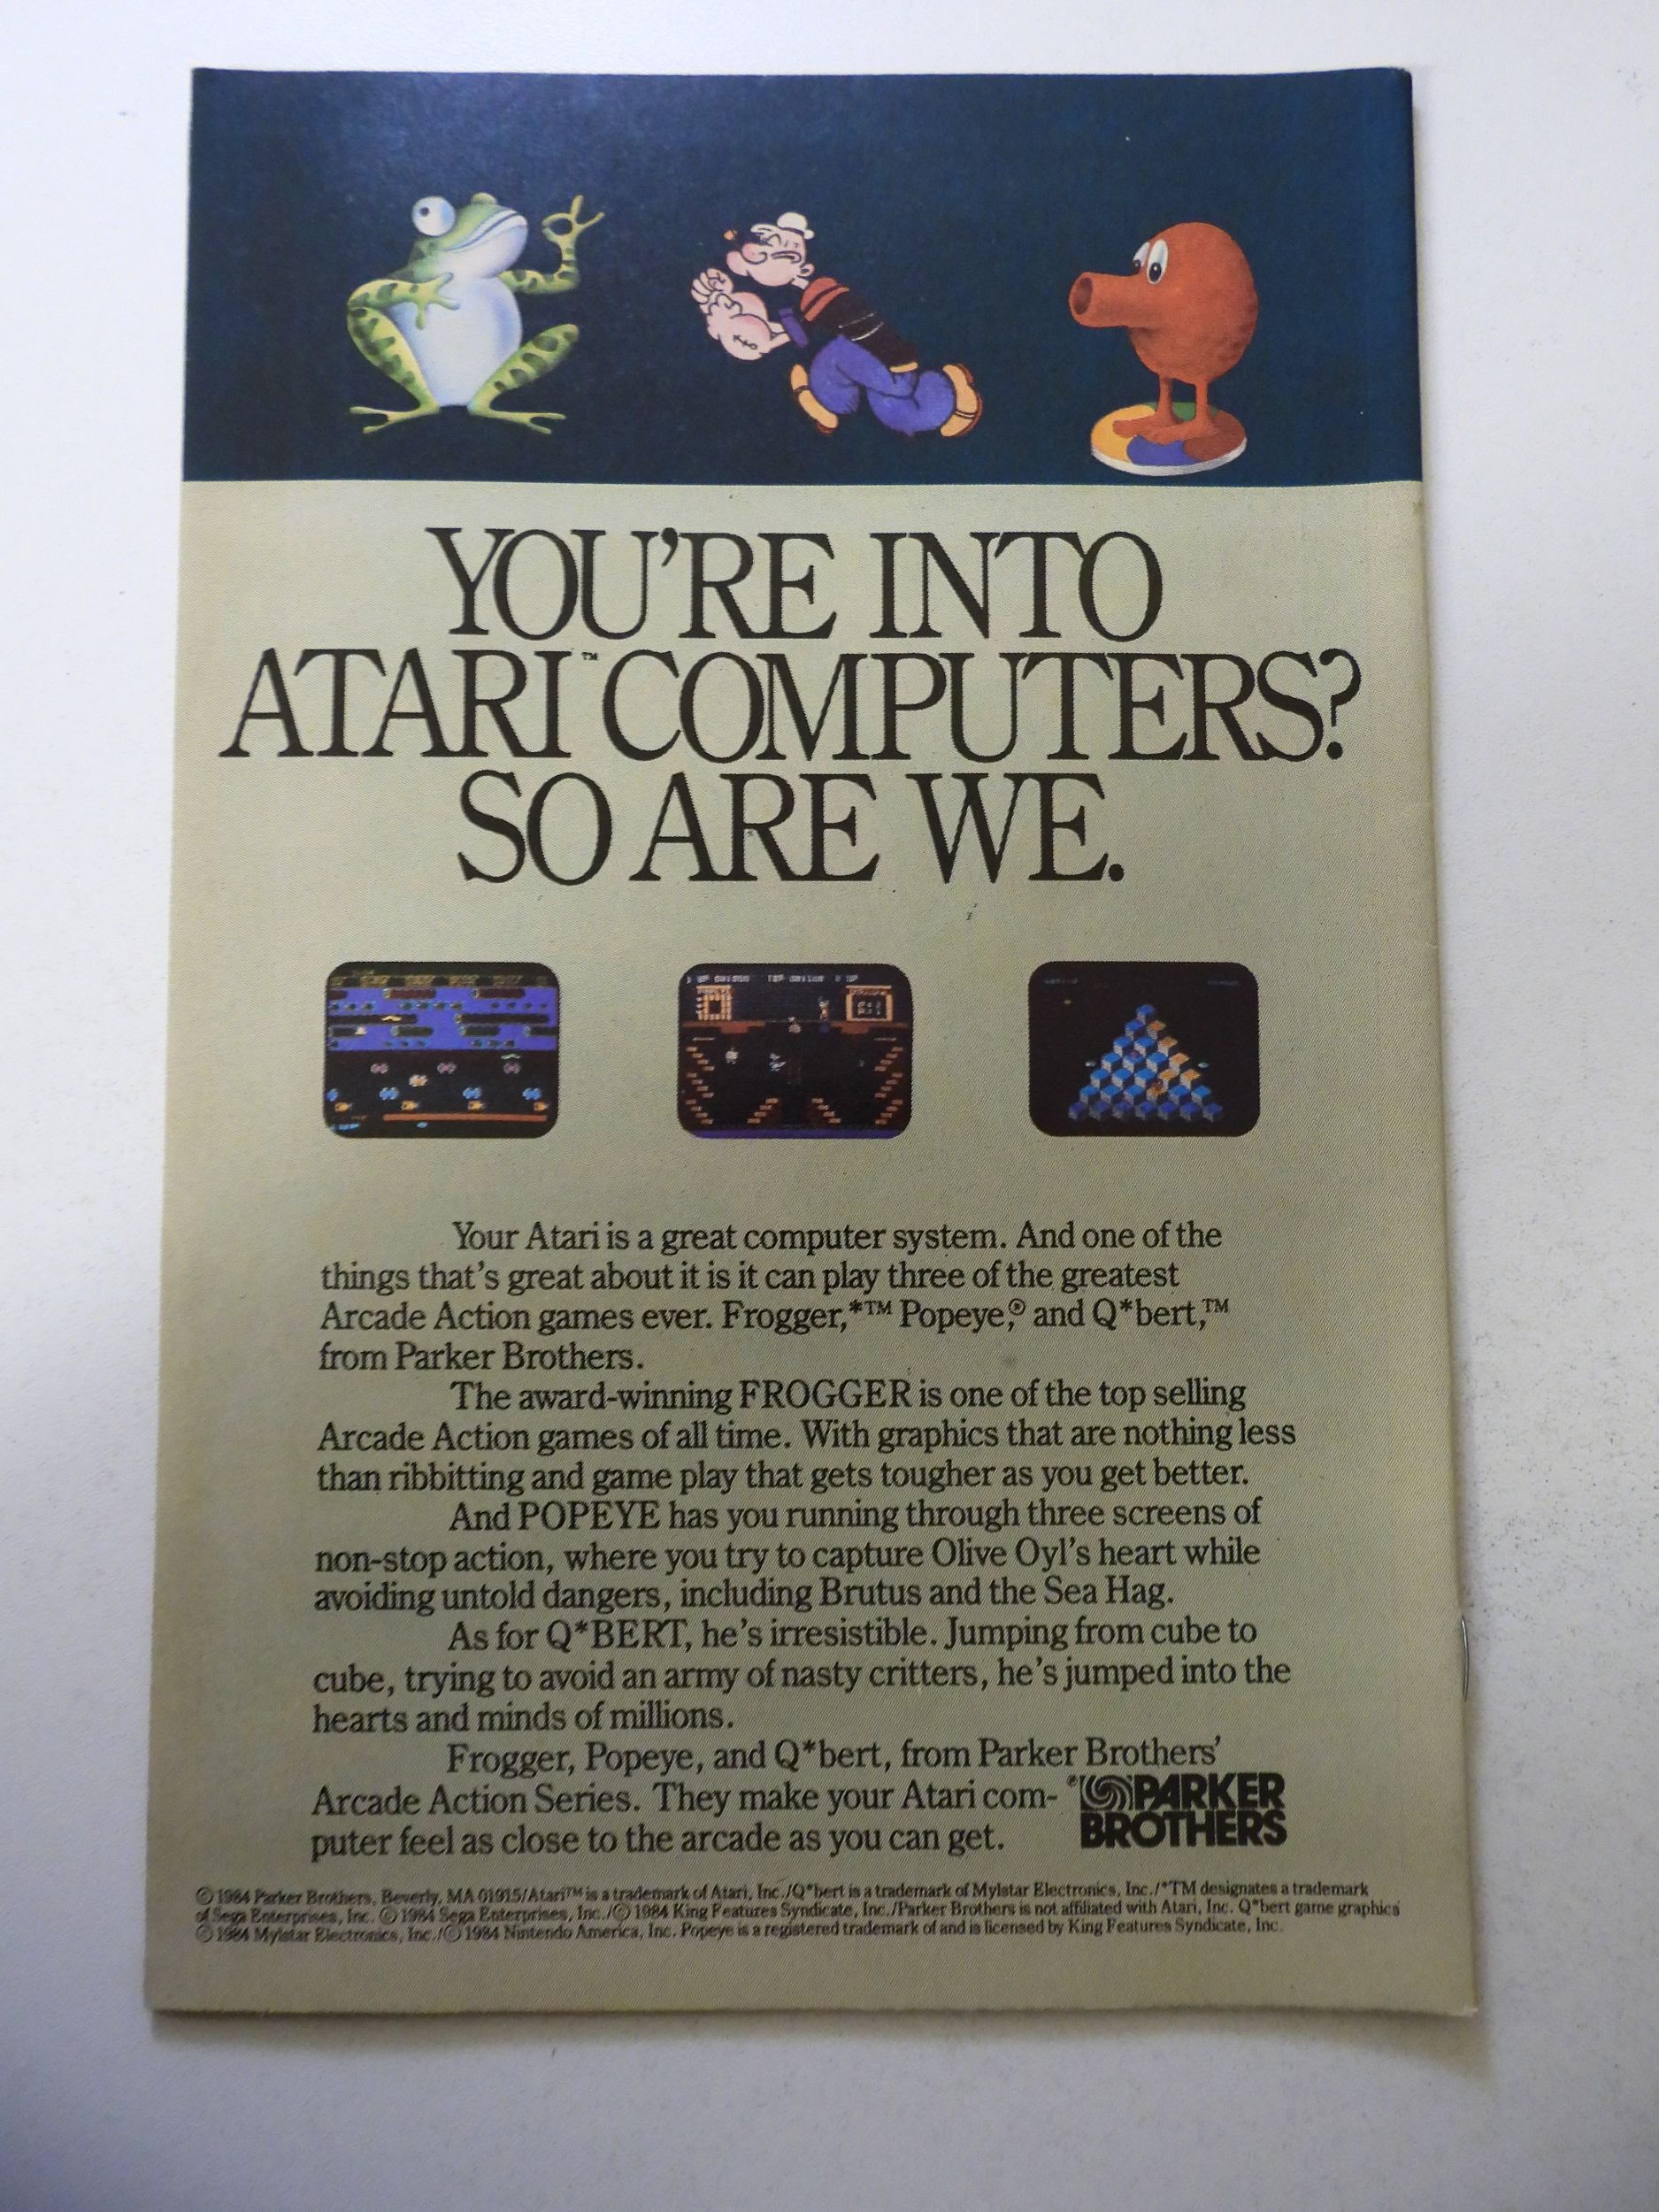 YOU'RE INTO
ATARI™ COMPUTERS?
SO ARE WE.
Your Atari is a great computer system. And one of the
things that's great about it is it can play three of the greatest
Arcade Action games ever. Frogger,*™ Popeye,® and Q*bert,™
from Parker Brothers.
The award-winning FROGGER is one of the top selling
Arcade Action games of all time. With graphics that are nothing less
than ribbitting and game play that gets tougher as you get better.
And POPEYE has you running through three screens of
non-stop action, where you try to capture Olive Oyl's heart while
avoiding untold dangers, including Brutus and the Sea Hag.
As for Q*BERT, he's irresistible. Jumping from cube to
cube, trying to avoid an army of nasty critters, he's jumped into the
hearts and minds of millions.
Frogger, Popeye, and Q*bert, from Parker Brothers'
Arcade Action Series. They make your Atari com-
puter feel as close to the arcade as you can get.
PARKER
BROTHERS
© 1984 Parker Brothers, Beverly, MA 01915/Atari™ is a trademark of Atari, Inc./Q*bert is a trademark of Mylstar Electronics, Inc./*TM designates a trademark
of Sega Enterprises, Inc. © 1984 Sega Enterprises, Inc./© 1984 King Features Syndicate, Inc./Parker Brothers is not affiliated with Atari, Inc. Q*bert game graphics
© 1984 Mylstar Electronics, Inc./© 1984 Nintendo America, Inc. Popeye is a registered trademark of and is licensed by King Features Syndicate, Inc.